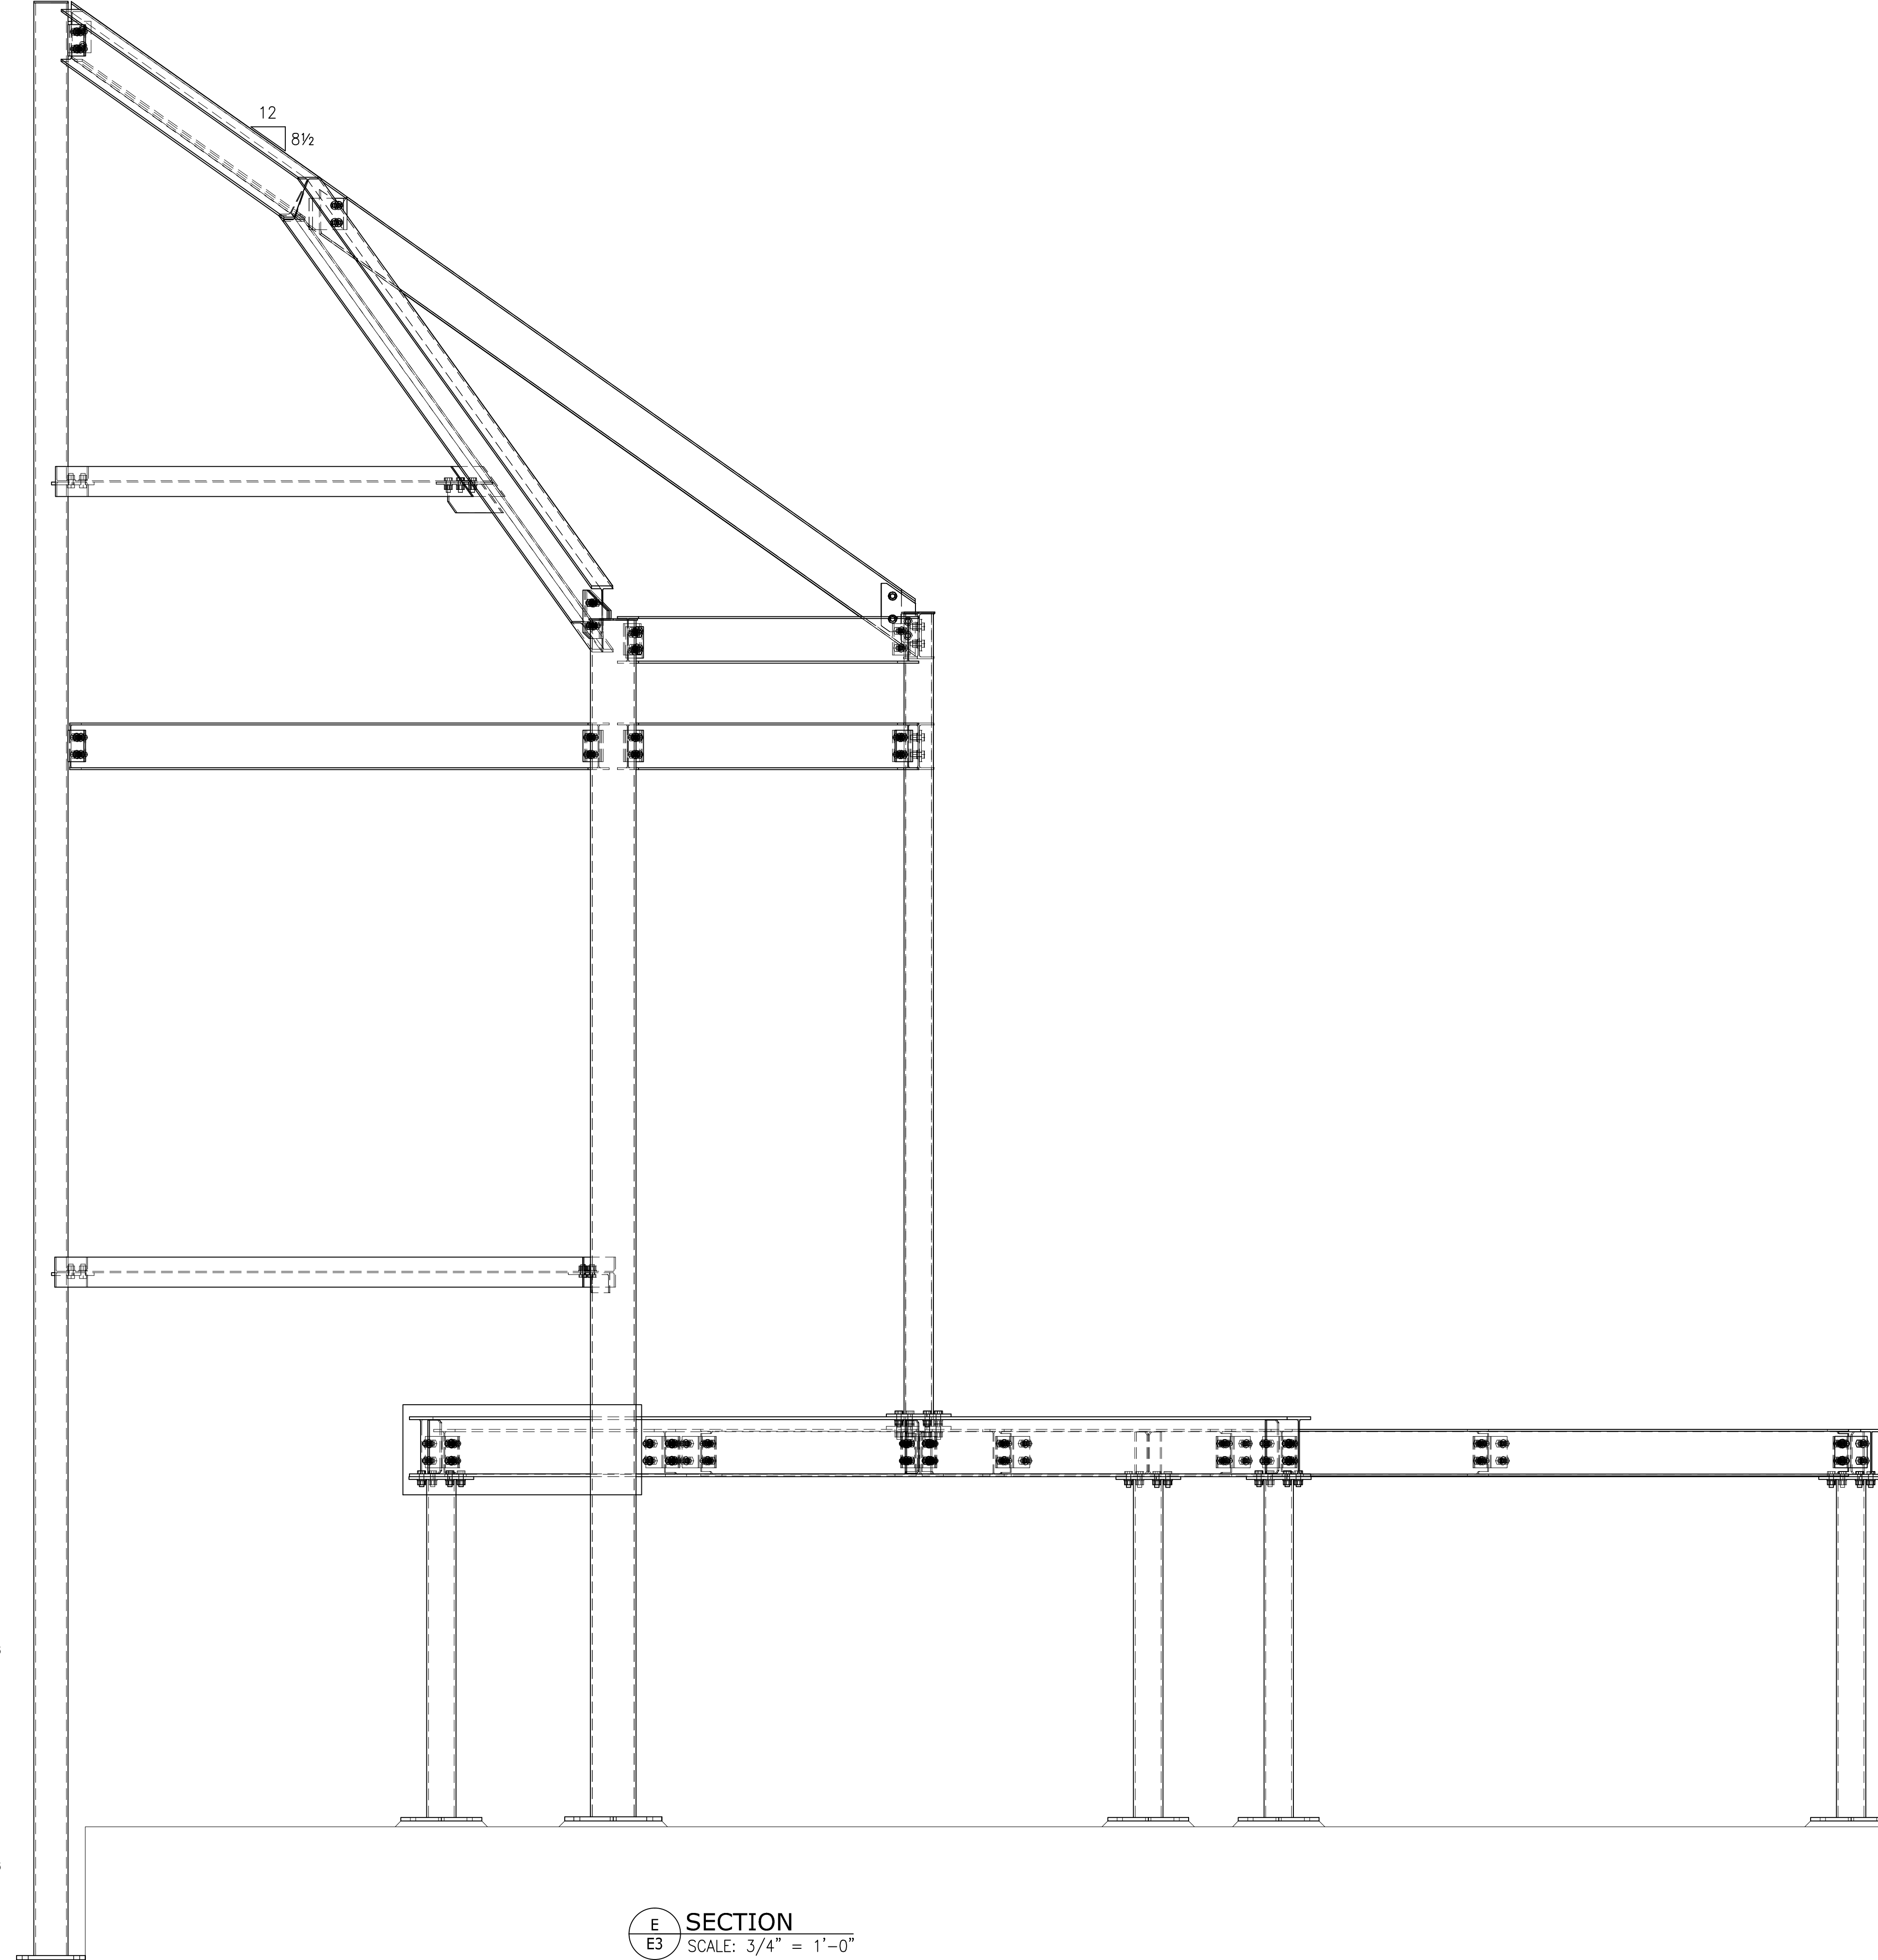 12
8½
E
E3
SECTION
SCALE: 3/4" = 1'-0"